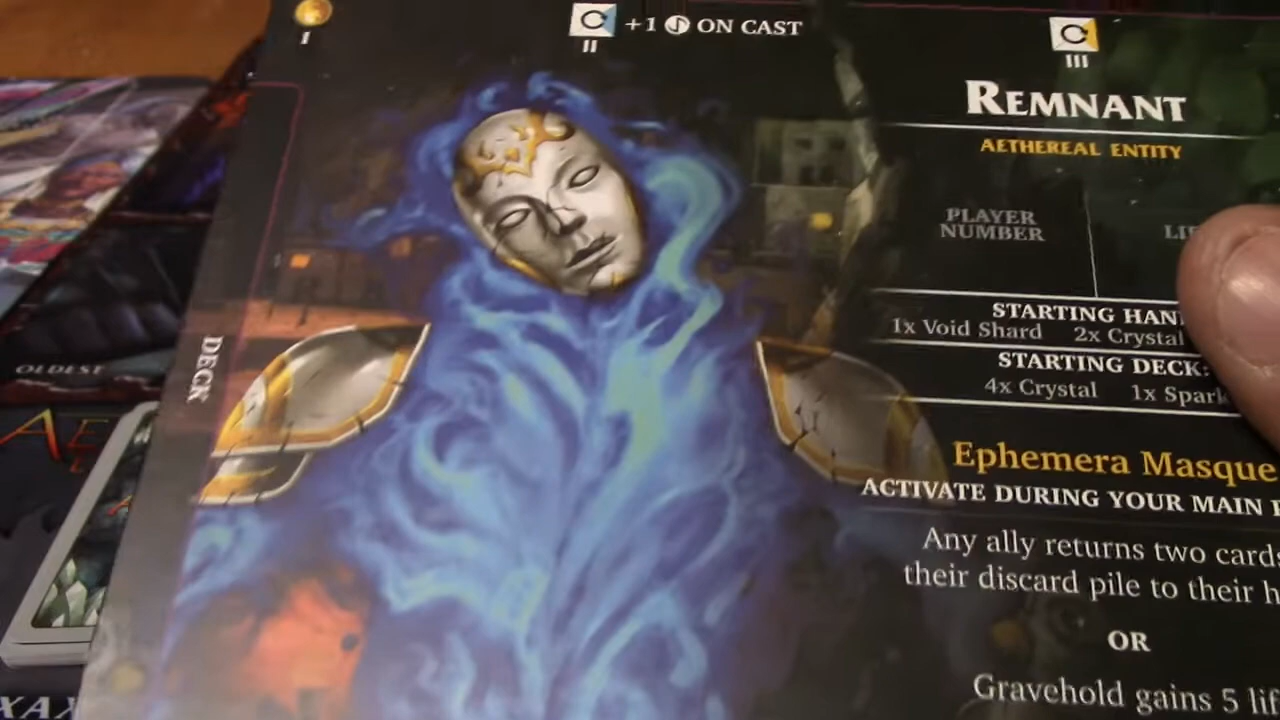 I
II
+1 ON CAST
III
REMNANT
AETHEREAL ENTITY
PLAYER
NUMBER
STARTING HAN
1x Void Shard 2x Crystal
STARTING DECK:
4x Crystal 1x Spark
Ephemera Masque
ACTIVATE DURING YOUR MAIN
Any ally returns two cards
their discard pile to their h
OR
Gravehold gains 5 lif
DECK
OLDEST
AE
XAX